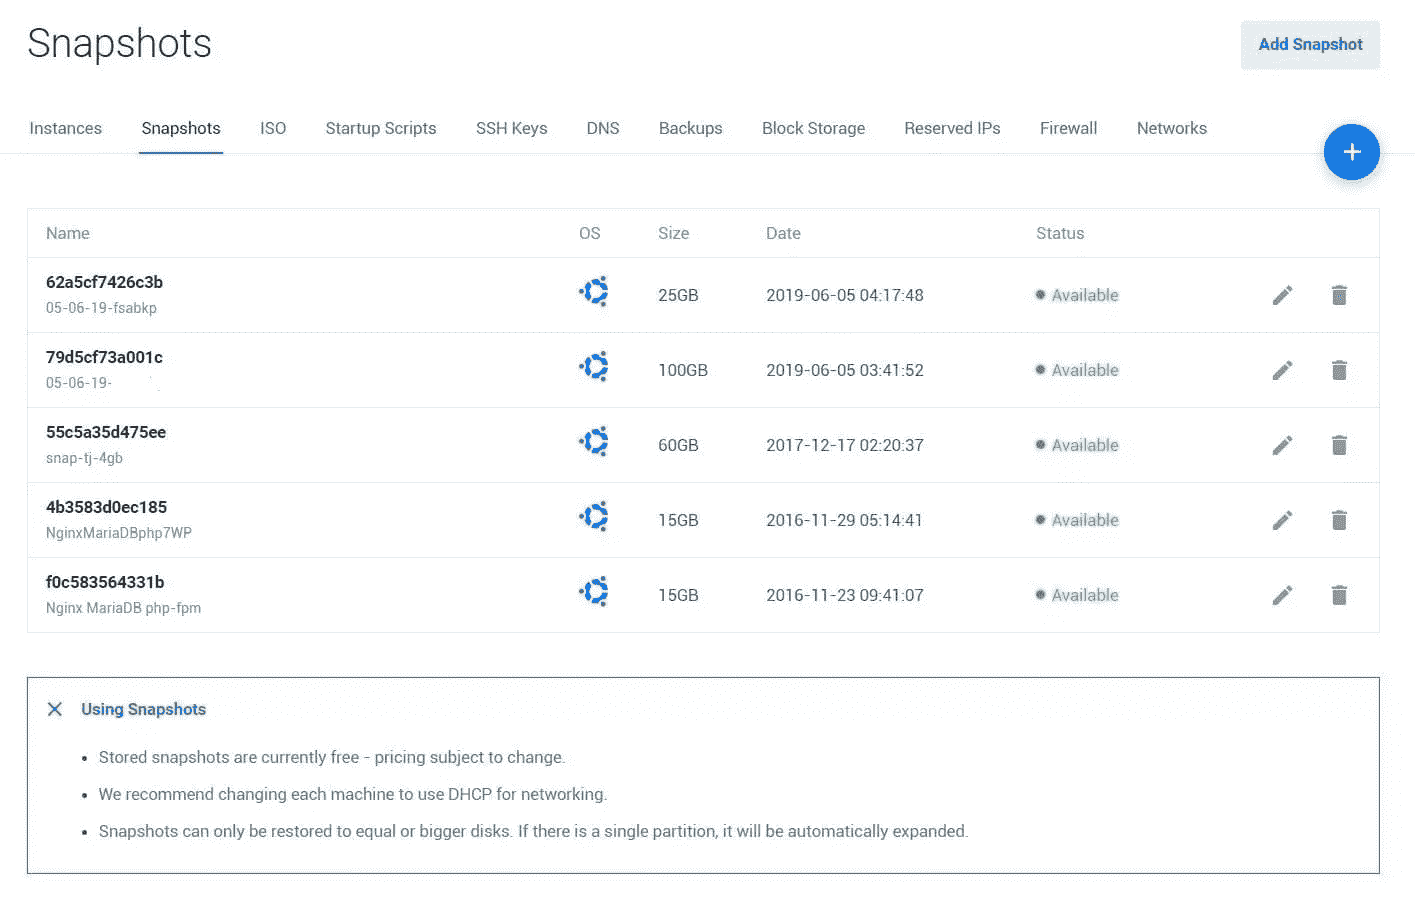 Snapshots
Add Snapshot
Instances Snapshots ISO Startup Scripts SSH Keys DNS Backups Block Storage Reserved IPs Firewall Networks
+
Name OS Size Date Status
62a5cf7426c3b
05-06-19-fsabkp
25GB 2019-06-05 04:17:48 Available
79d5cf73a001c
05-06-19-
100GB 2019-06-05 03:41:52 Available
55c5a35d475ee
snap-tj-4gb
60GB 2017-12-17 02:20:37 Available
4b3583d0ec185
NginxMariaDBphp7WP
15GB 2016-11-29 05:14:41 Available
f0c583564331b
Nginx MariaDB php-fpm
15GB 2016-11-23 09:41:07 Available
Using Snapshots
• Stored snapshots are currently free - pricing subject to change.
• We recommend changing each machine to use DHCP for networking.
• Snapshots can only be restored to equal or bigger disks. If there is a single partition, it will be automatically expanded.